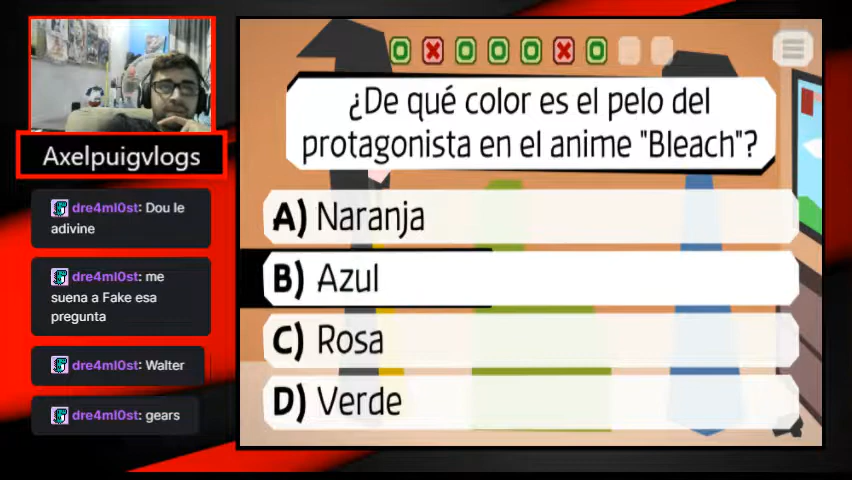 ¿De qué color es el pelo del
protagonista en el anime "Bleach"?
A) Naranja
B) Azul
C) Rosa
D) Verde
Axelpuigvlogs
dre4ml0st: Dou le
adivine
dre4ml0st: me
suena a Fake esa
pregunta
dre4ml0st: Walter
dre4ml0st: gears